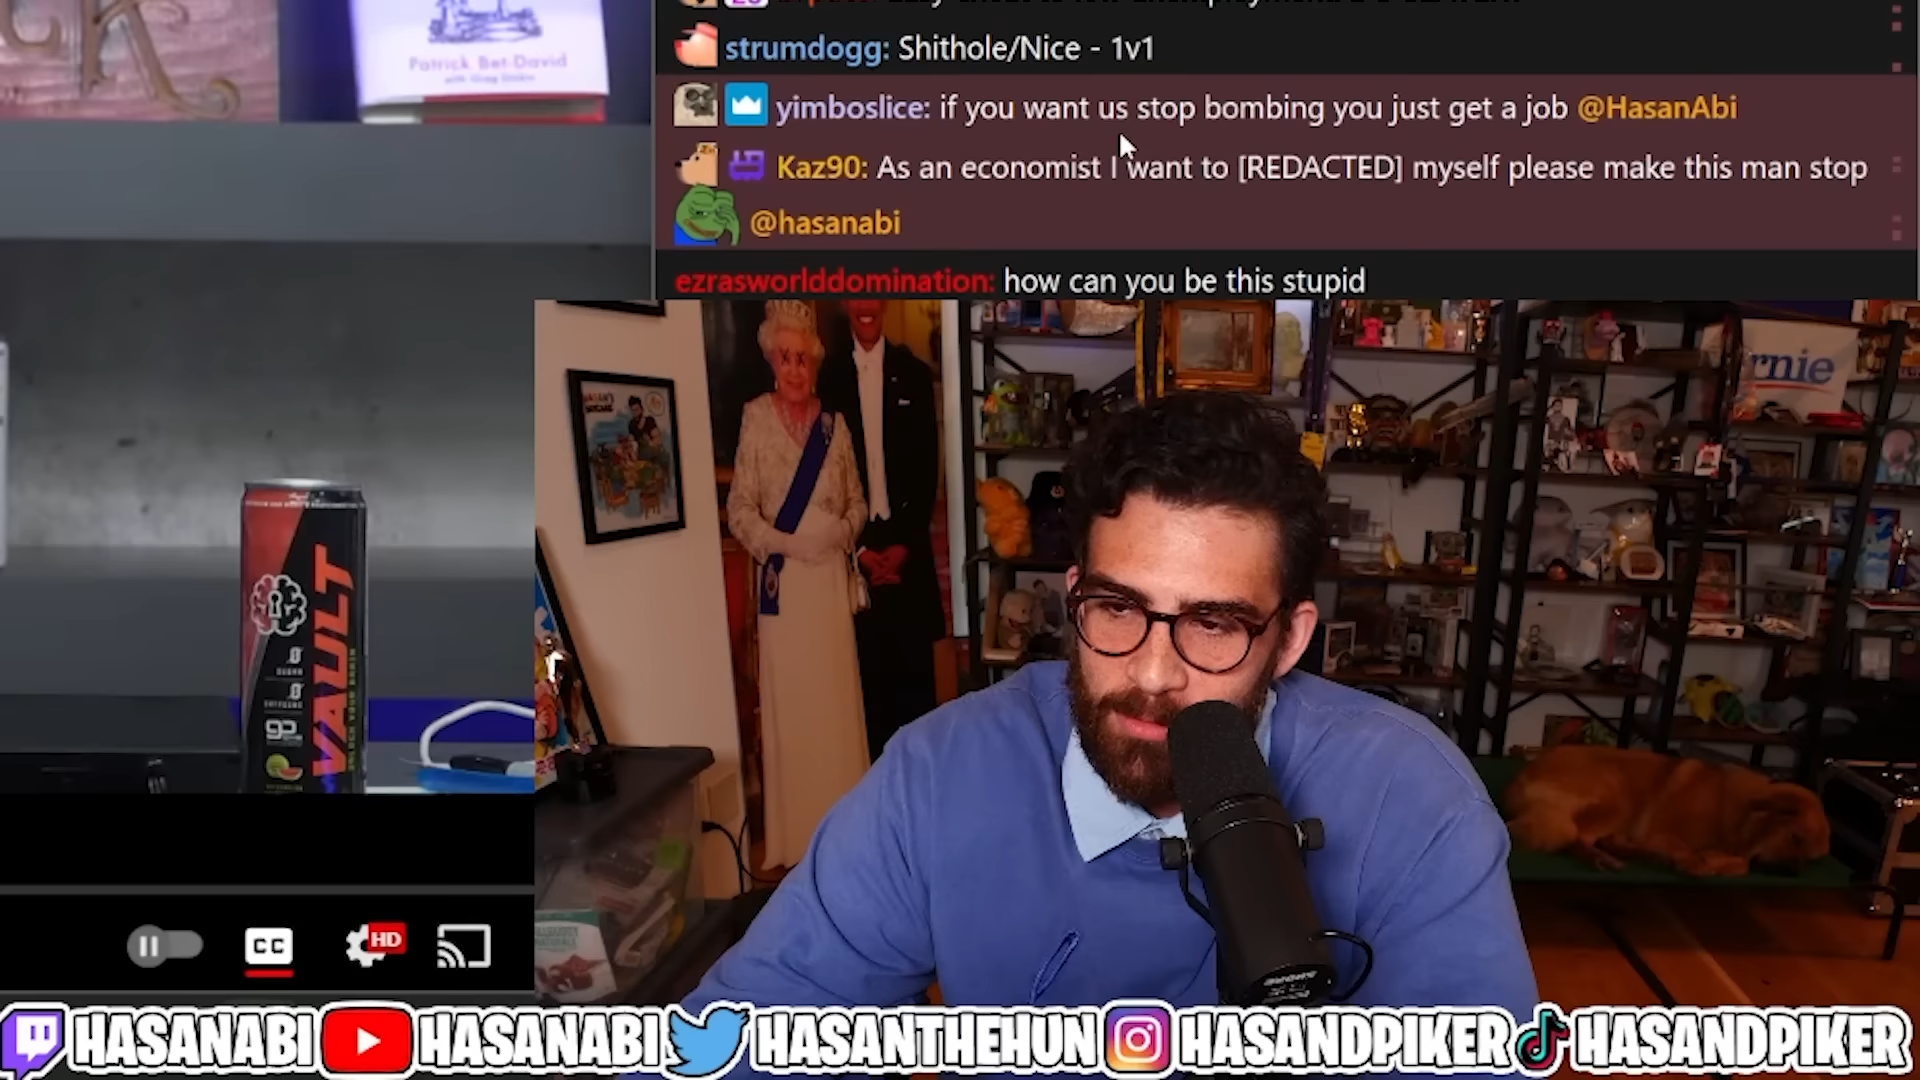 Patrick Bet-David
strumdogg: Shithole/Nice - 1v1
yimboslice: if you want us stop bombing you just get a job @HasanAbi
Kaz90: As an economist I want to [REDACTED] myself please make this man stop
@hasanabi
ezrasworlddomination: how can you be this stupid
rnie
VAULT
CC
HD
HASANABI HASANABI HASANTHEHUN HASANDPIKER HASANDPIKER